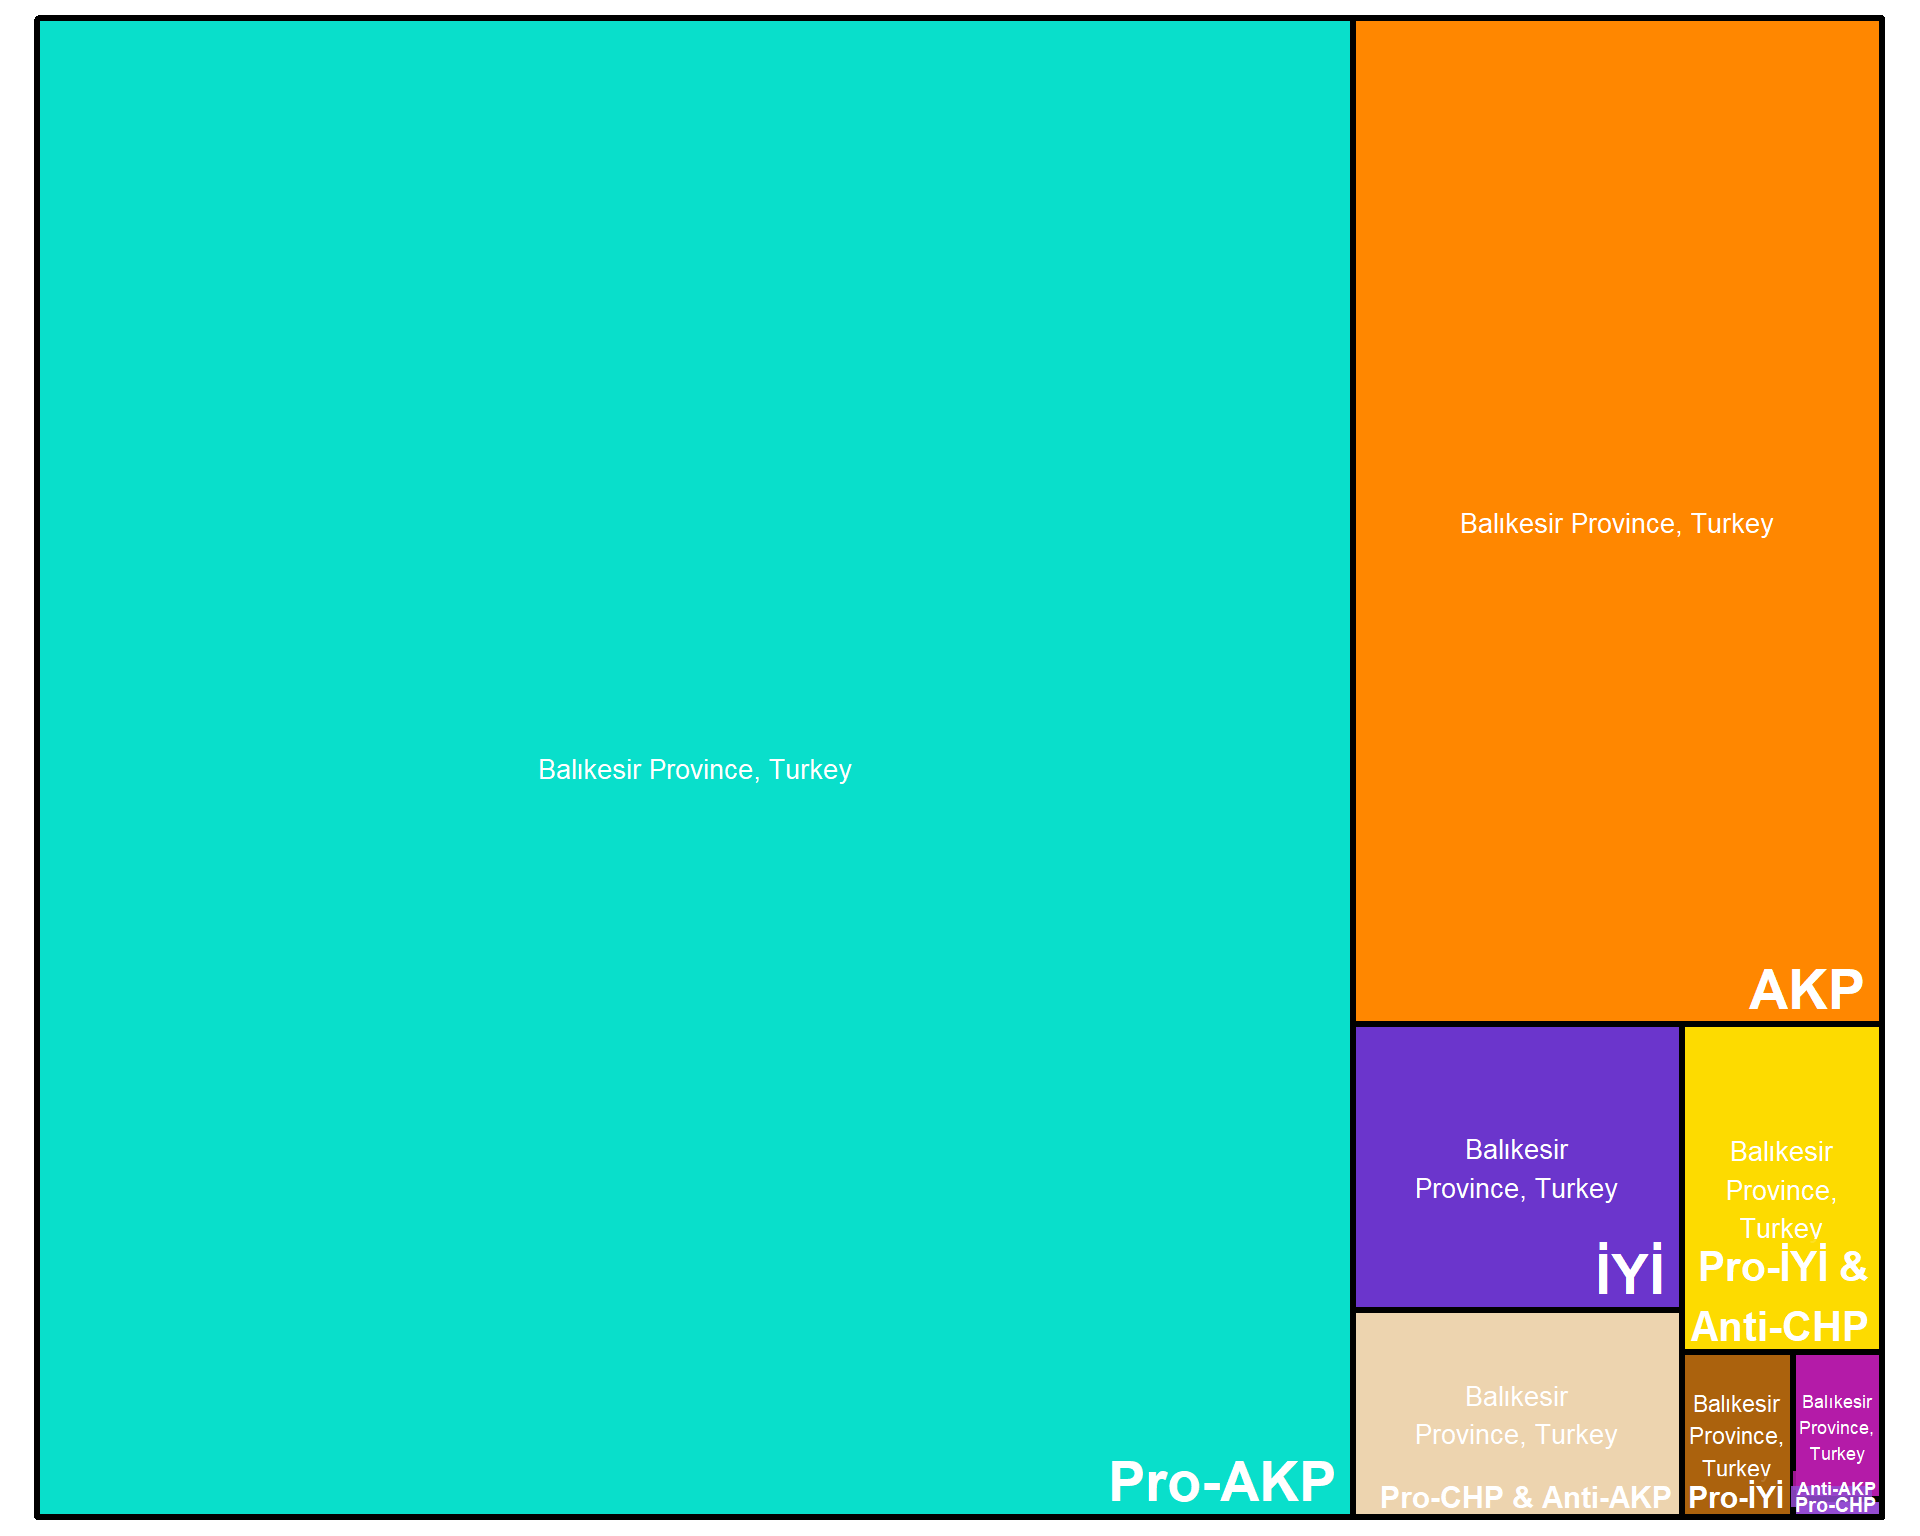 Balıkesir Province, Turkey
Pro-AKP
Balıkesir Province, Turkey
AKP
Balıkesir
Province, Turkey
İYİ
Balıkesir
Province,
Turkey
Pro-İYİ &
Anti-CHP
Balıkesir
Province, Turkey
Pro-CHP & Anti-AKP
Balıkesir
Province,
Turkey
Pro-İYİ
Balıkesir
Province,
Turkey
Anti-AKP
Pro-CHP